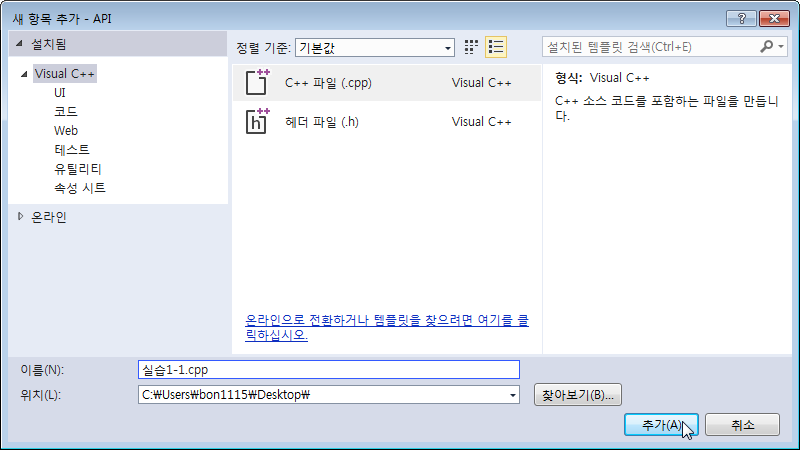 새 항목 추가 - API
설치됨
정렬 기준: 기본값
설치된 템플릿 검색(Ctrl+E)
Visual C++
UI
코드
Web
테스트
유틸리티
속성 시트
온라인
C++ 파일 (.cpp) Visual C++
헤더 파일 (.h) Visual C++
형식: Visual C++
C++ 소스 코드를 포함하는 파일을 만듭니
다.
온라인으로 전환하거나 템플릿을 찾으려면 여기를 클
릭하십시오.
이름(N): 실습1-1.cpp
위치(L): C:₩Users₩bon1115₩Desktop₩
찾아보기(B)...
추가(A) 취소